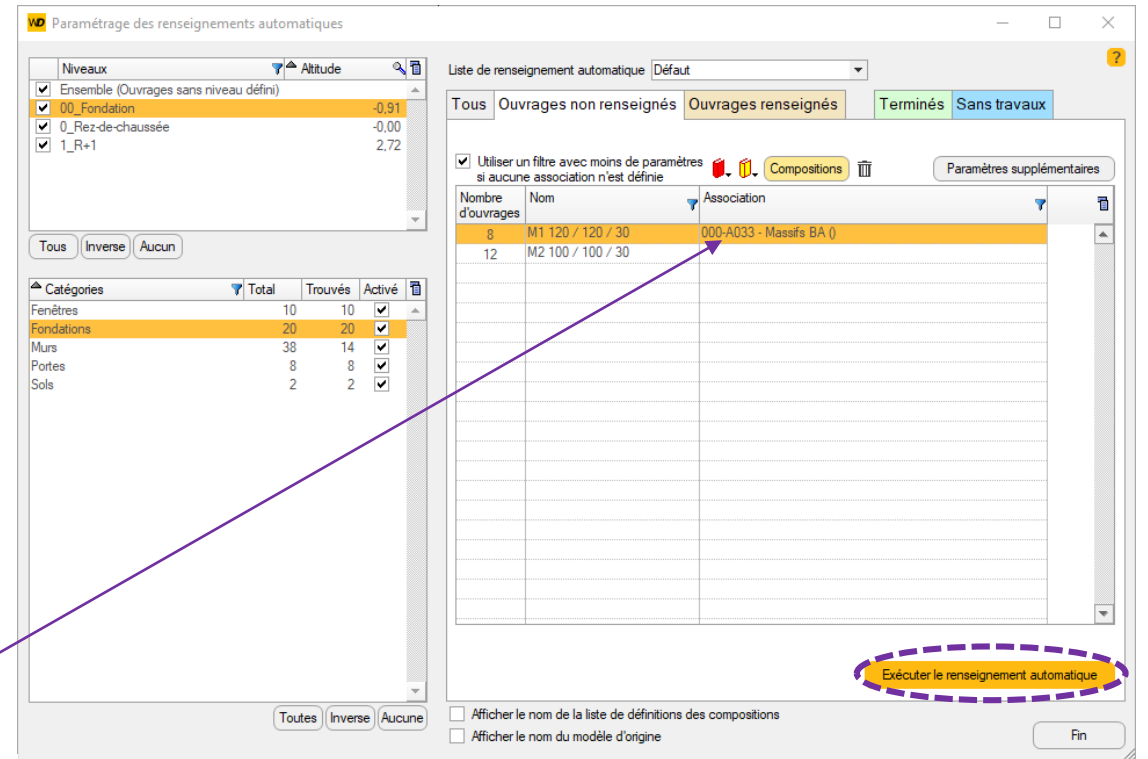 WD Paramétrage des renseignements automatiques
?
Niveaux Altitude
Ensemble (Ouvrages sans niveau défini)
00_Fondation -0,91
0_Rez-de-chaussée -0,00
1_R+1 2,72
Tous Inverse Aucun
Catégories Total Trouvés Activé
Fenêtres 10 10
Fondations 20 20
Murs 38 14
Portes 8 8
Sols 2 2
Toutes Inverse Aucune
Liste de renseignement automatique Défaut
Tous Ouvrages non renseignés Ouvrages renseignés Terminés Sans travaux
Utiliser un filtre avec moins de paramètres
si aucune association n'est définie
Compositions Paramètres supplémentaires
Nombre
d'ouvrages
Nom Association
8 M1 120 / 120 / 30 000-A033 - Massifs BA ()
12 M2 100 / 100 / 30
Exécuter le renseignement automatique
Afficher le nom de la liste de définitions des compositions
Afficher le nom du modèle d'origine
Fin